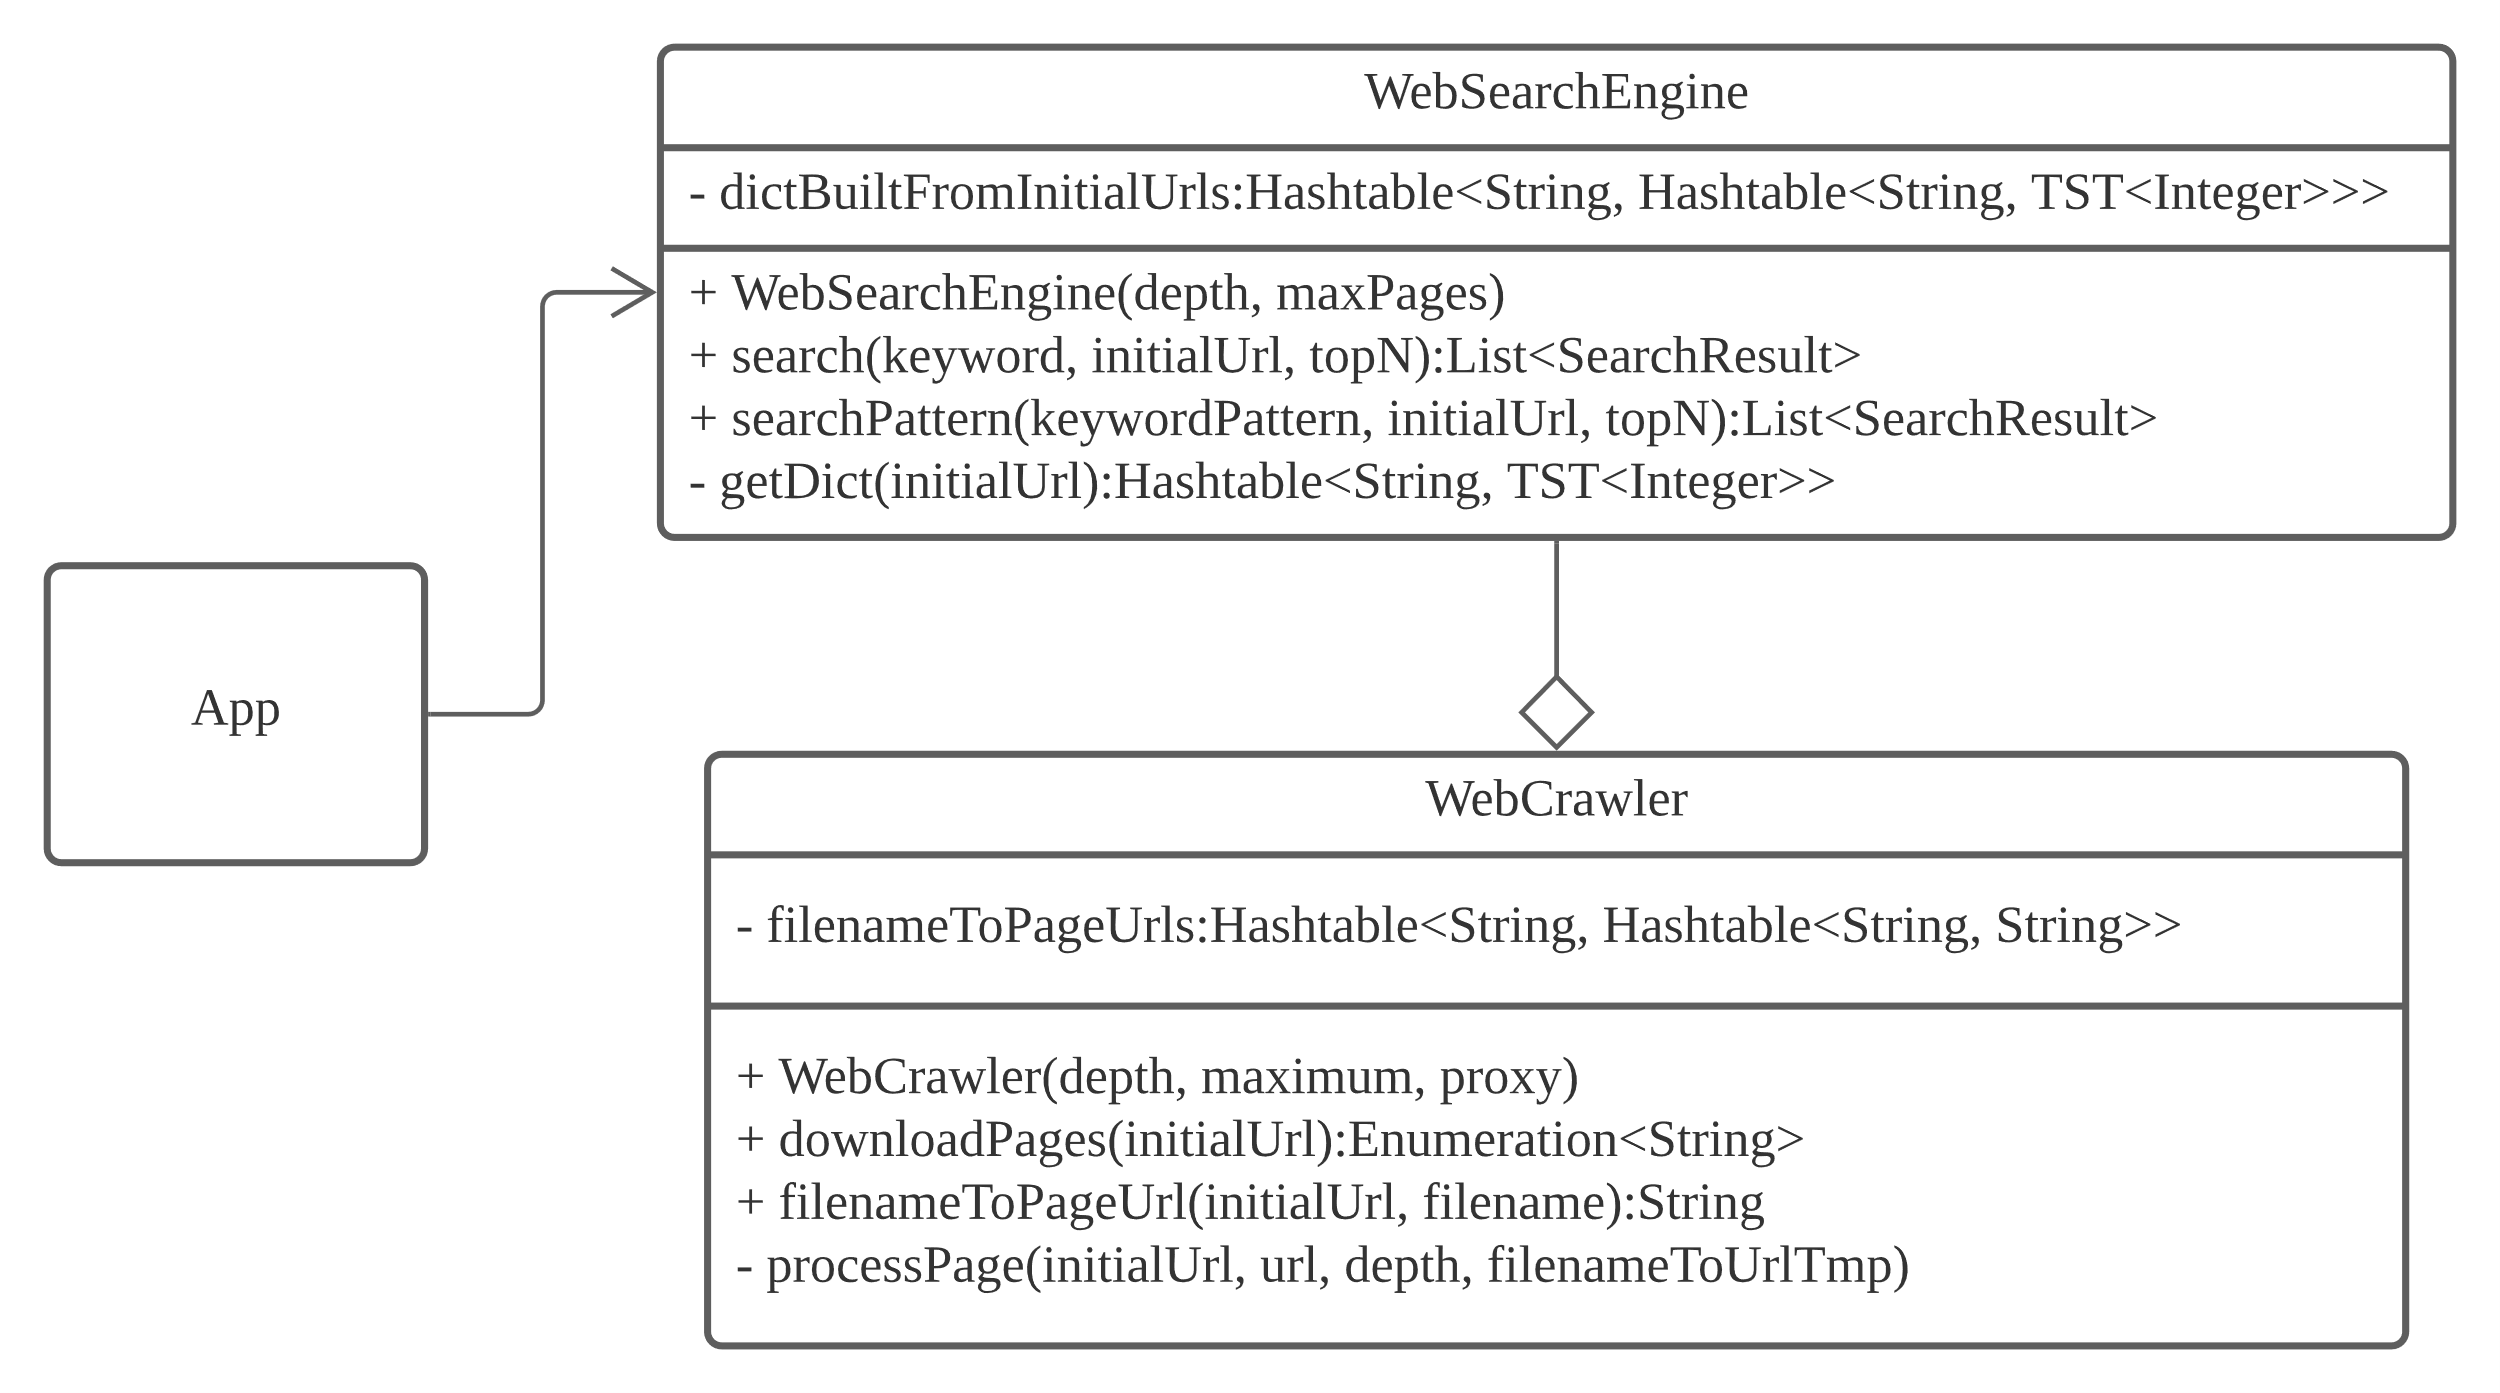 WebSearchEngine
- dictBuiltFromInitialUrls:Hashtable<String, Hashtable<String, TST<Integer>>>
+ WebSearchEngine(depth, maxPages)
+ search(keyword, initialUrl, topN):List<SearchResult>
+ searchPattern(keywordPattern, initialUrl, topN):List<SearchResult>
- getDict(initialUrl):Hashtable<String, TST<Integer>>
App
WebCrawler
- filenameToPageUrls:Hashtable<String, Hashtable<String, String>>
+ WebCrawler(depth, maximum, proxy)
+ downloadPages(initialUrl):Enumeration<String>
+ filenameToPageUrl(initialUrl, filename):String
- processPage(initialUrl, url, depth, filenameToUrlTmp)